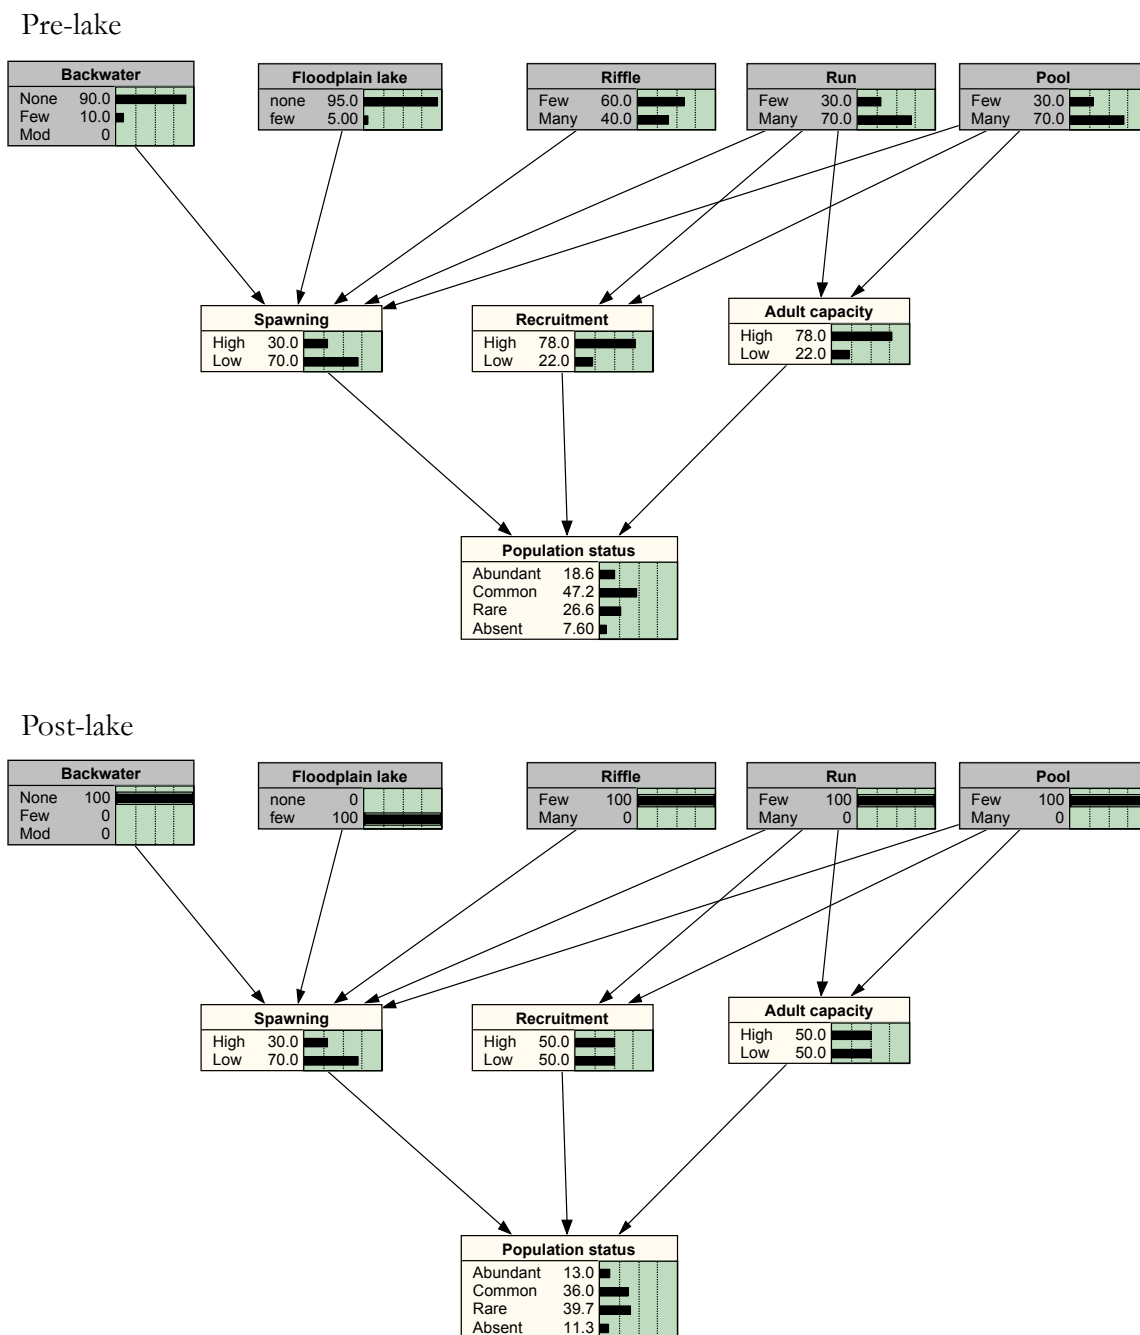 Pre-lake
Backwater
None 90.0
Few 10.0
Mod 0
Floodplain lake
none 95.0
few 5.00
Riffle
Few 60.0
Many 40.0
Run
Few 30.0
Many 70.0
Pool
Few 30.0
Many 70.0
Spawning
High 30.0
Low 70.0
Recruitment
High 78.0
Low 22.0
Adult capacity
High 78.0
Low 22.0
Population status
Abundant 18.6
Common 47.2
Rare 26.6
Absent 7.60
Post-lake
Backwater
None 100
Few 0
Mod 0
Floodplain lake
none 0
few 100
Riffle
Few 100
Many 0
Run
Few 100
Many 0
Pool
Few 100
Many 0
Spawning
High 30.0
Low 70.0
Recruitment
High 50.0
Low 50.0
Adult capacity
High 50.0
Low 50.0
Population status
Abundant 13.0
Common 36.0
Rare 39.7
Absent 11.3